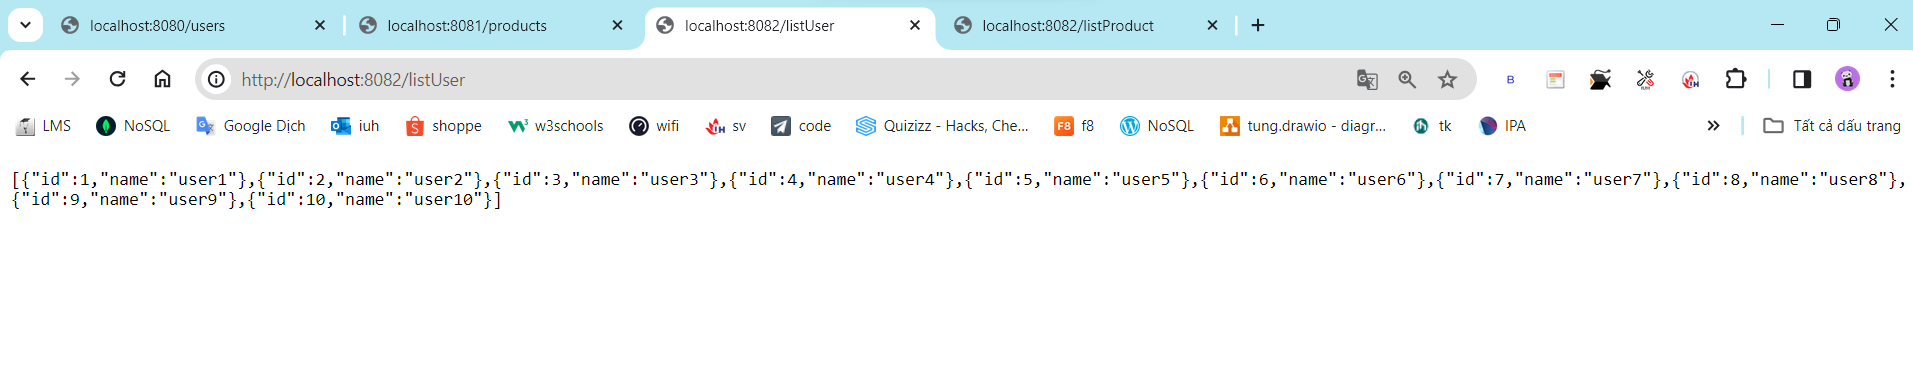 localhost:8080/users
localhost:8081/products
localhost:8082/listUser
localhost:8082/listProduct
http://localhost:8082/listUser
B
LMS
NoSQL
Google Dịch
iuh
shoppe
w3schools
wifi
sv
code
Quizizz - Hacks, Che...
F8 f8
NoSQL
tung.drawio - diagr...
tk
IPA
Tất cả dấu trang
[{"id":1,"name":"user1"},{"id":2,"name":"user2"},{"id":3,"name":"user3"},{"id":4,"name":"user4"},{"id":5,"name":"user5"},{"id":6,"name":"user6"},{"id":7,"name":"user7"},{"id":8,"name":"user8"},
{"id":9,"name":"user9"},{"id":10,"name":"user10"}]